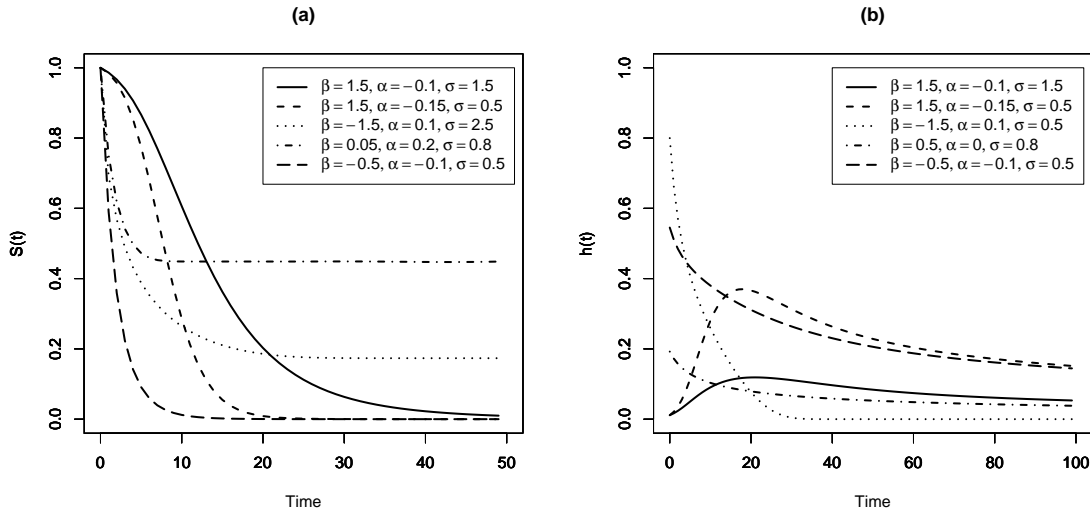 (a)
S(t)
1.0
0.8
0.6
0.4
0.2
0.0
β = 1.5, α = −0.1, σ = 1.5
β = 1.5, α = −0.15, σ = 0.5
β = −1.5, α = 0.1, σ = 2.5
β = 0.05, α = 0.2, σ = 0.8
β = −0.5, α = −0.1, σ = 0.5
0 10 20 30 40 50
Time
(b)
h(t)
1.0
0.8
0.6
0.4
0.2
0.0
β = 1.5, α = −0.1, σ = 1.5
β = 1.5, α = −0.15, σ = 0.5
β = −1.5, α = 0.1, σ = 0.5
β = 0.5, α = 0, σ = 0.8
β = −0.5, α = −0.1, σ = 0.5
0 20 40 60 80 100
Time